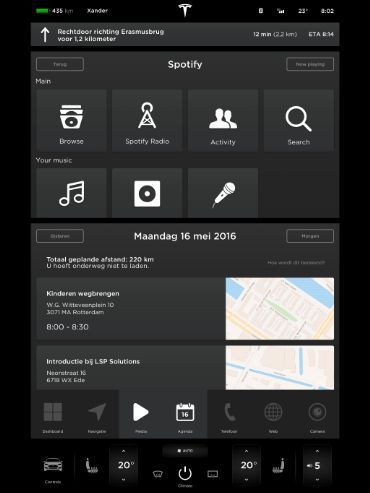 435 km
Xander
23°
8:02
Rechtdoor richting Erasmusbrug
voor 1,2 kilometer
12 min (2,2 km)
ETA 8:14
Terug
Spotify
Now playing
Main
Browse
Spotify Radio
Activity
Search
Your music
Gisteren
Maandag 16 mei 2016
Morgen
Totaal geplande afstand: 220 km
U hoeft onderweg niet te laden.
Hoe wordt dit berekend?
Kinderen wegbrengen
W.G. Witteveenplein 10
3071 MA Rotterdam
8:00 - 8:30
Introductie bij LSP Solutions
Neonstraat 16
6718 WX Ede
Dashboard
Navigatie
Media
16
Agenda
Telefoon
Web
Camera
Controls
20°
AUTO
Climate
20°
5